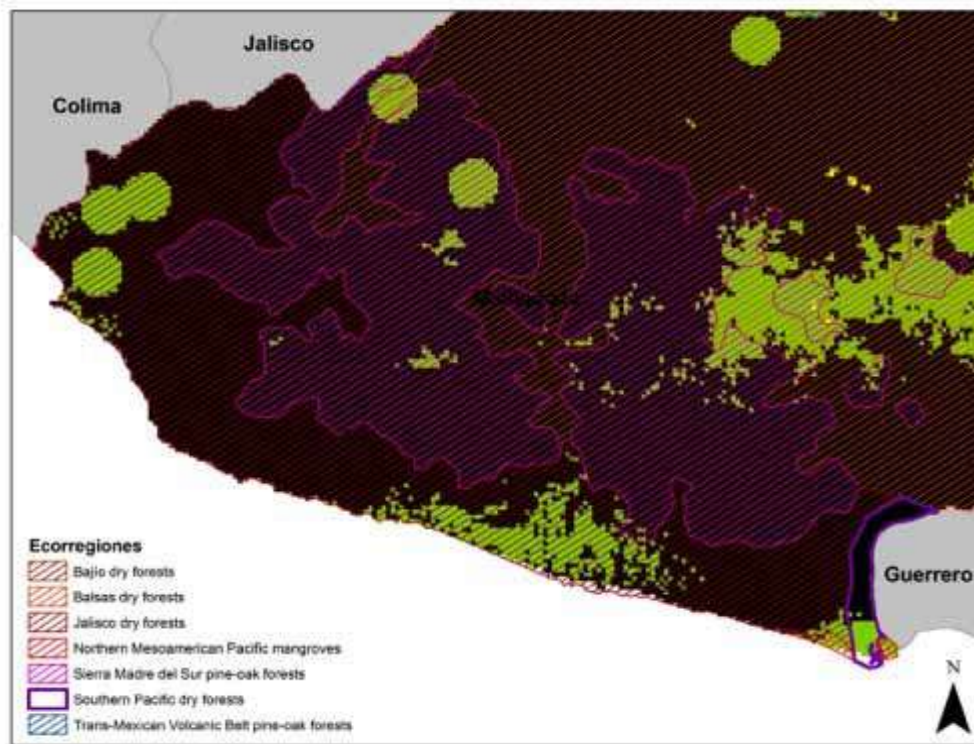 Jalisco
Colima
Guerrero
Ecorregiones
Bajío dry forests
Balsas dry forests
Jalisco dry forests
Northern Mesoamerican Pacific mangroves
Sierra Madre del Sur pine-oak forests
Southern Pacific dry forests
Trans-Mexican Volcanic Belt pine-oak forests
N